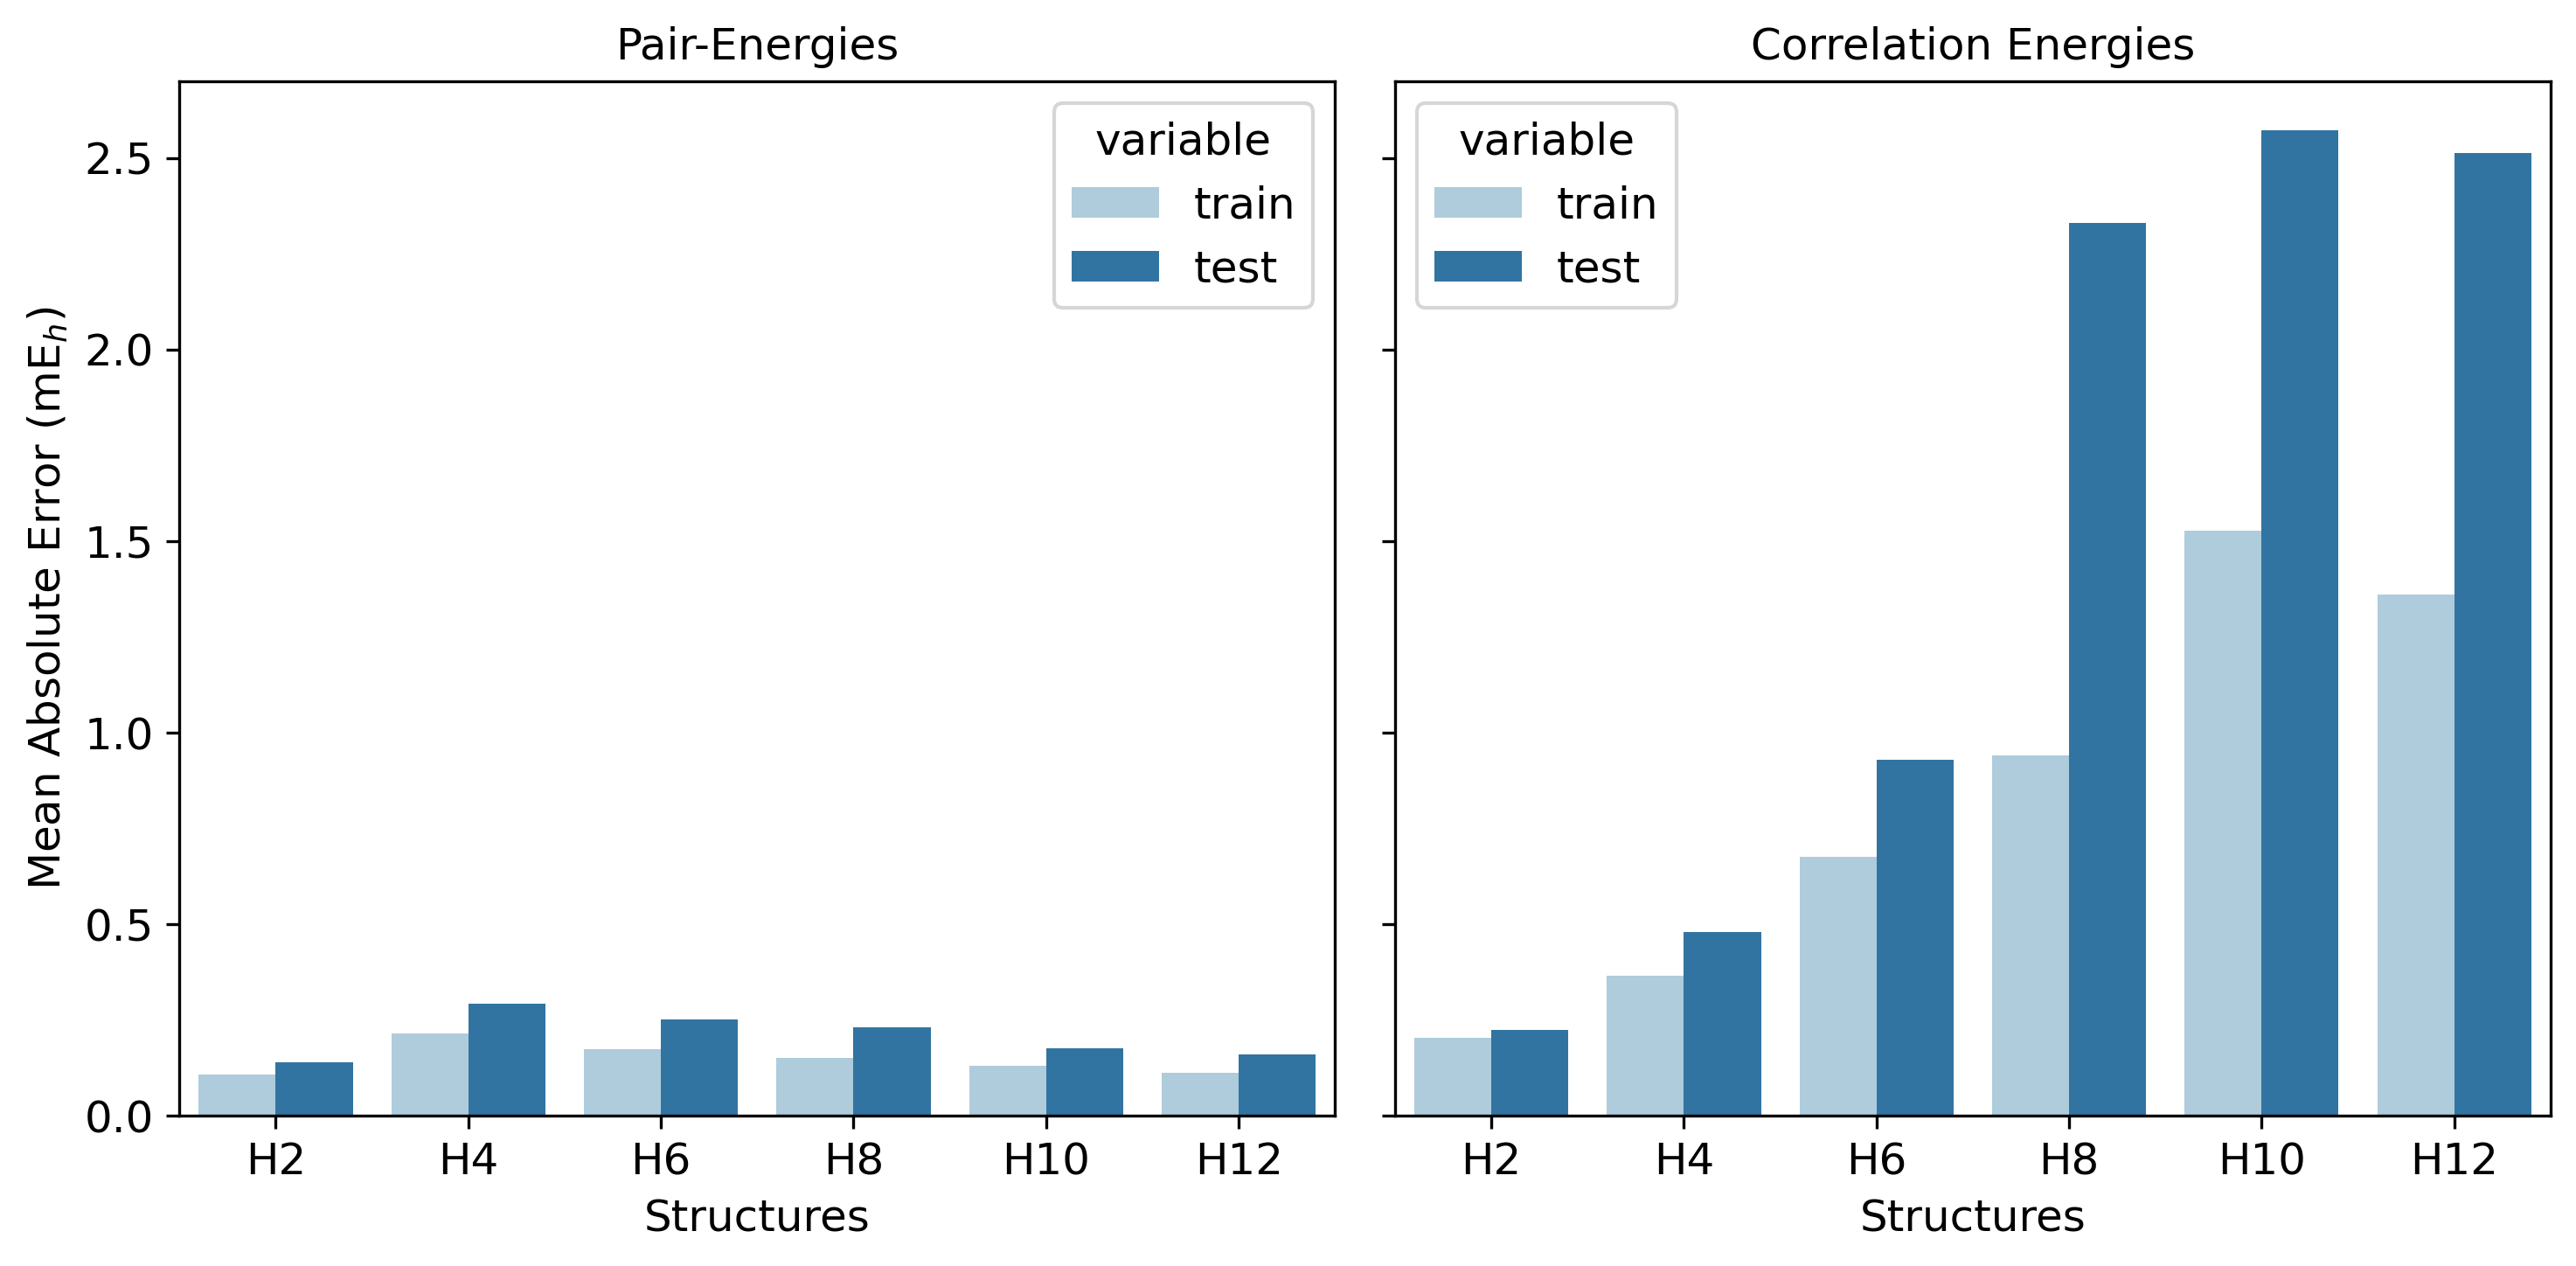 Pair-Energies
Correlation Energies
Mean Absolute Error (mE_h)
2.5
2.0
1.5
1.0
0.5
0.0
variable
train
test
variable
train
test
H2 H4 H6 H8 H10 H12
H2 H4 H6 H8 H10 H12
Structures
Structures